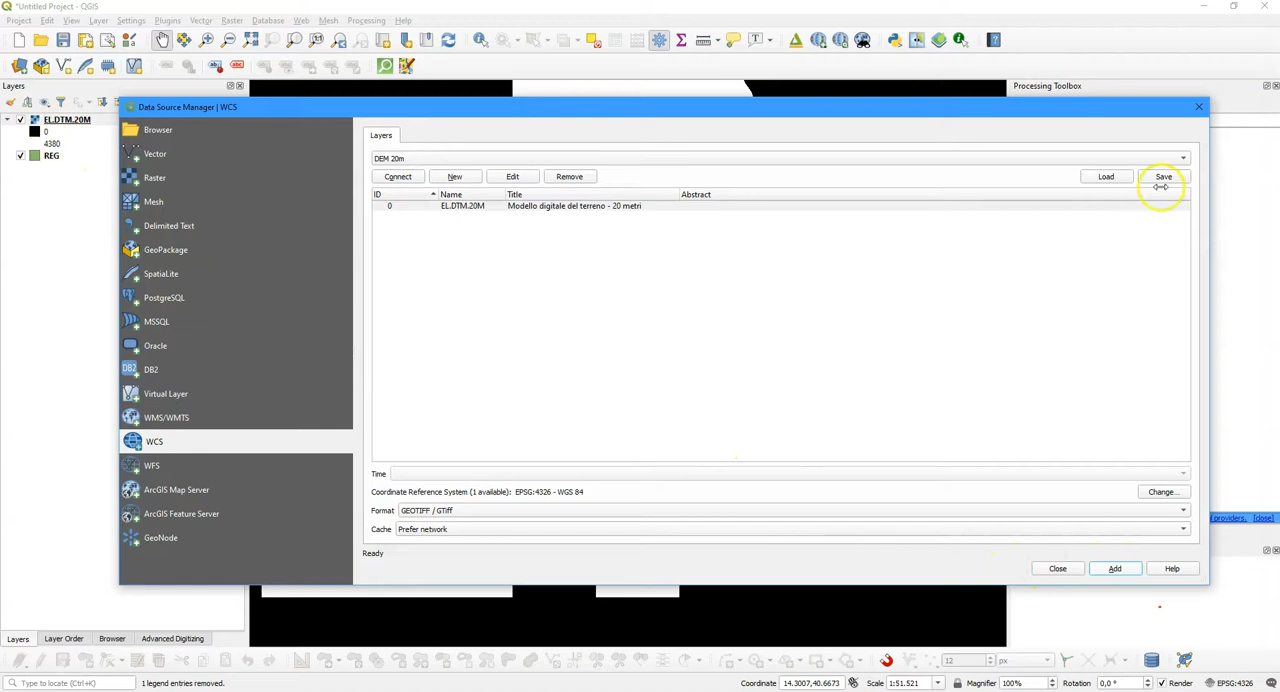 *Untitled Project — QGIS
Project Edit View Layer Settings Plugins Vector Raster Database Web Mesh Processing Help
Layers
Processing Toolbox
Data Source Manager | WCS
EL.DTM.20M
0
4380
REG
Browser
Vector
Raster
Mesh
Delimited Text
GeoPackage
SpatiaLite
PostgreSQL
MSSQL
Oracle
DB2
Virtual Layer
WMS/WMTS
WCS
WFS
ArcGIS Map Server
ArcGIS Feature Server
GeoNode
Layers
DEM 20m
Connect New Edit Remove Load Save
ID Name Title Abstract
0 EL.DTM.20M Modello digitale del terreno - 20 metri
Time
Coordinate Reference System (1 available): EPSG:4326 - WGS 84 Change...
Format GEOTIFF / GTiff
Cache Prefer network
Ready
Close Add Help
providers. [close]
Layers Layer Order Browser Advanced Digitizing
12 px
Type to locate (Ctrl+K) 1 legend entries removed. Coordinate 14.3007,40.6673 Scale 1:51.521 Magnifier 100% Rotation 0,0 ° Render EPSG:4326